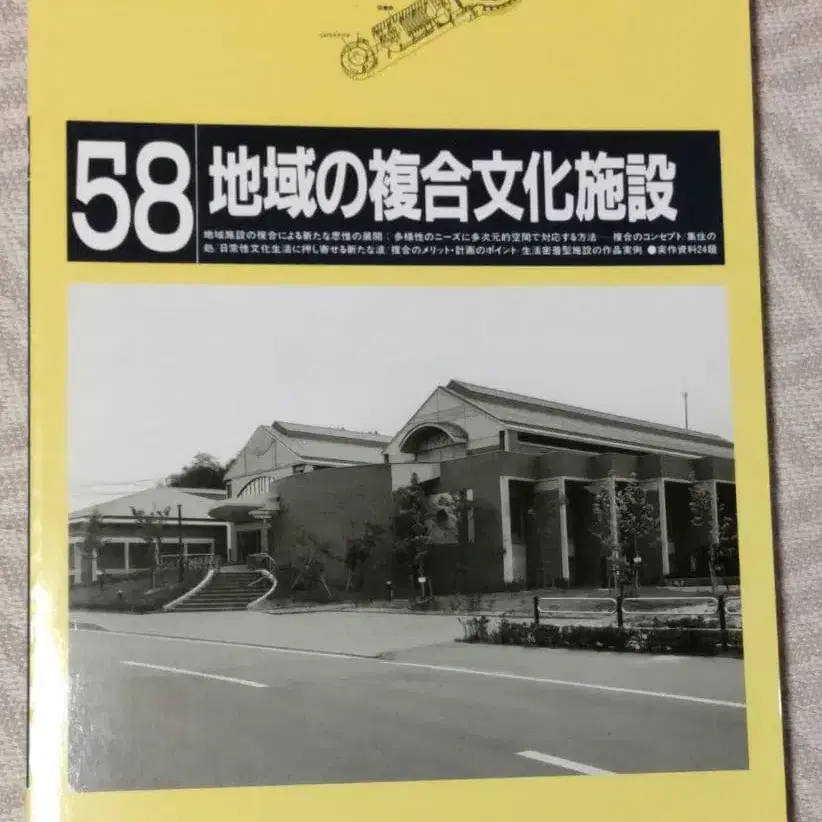 58
地域の複合文化施設
地域施設の複合による新たな思惟の展開：多様性のニーズに多次元的空間で対応する方法──複合のコンセプト/集住の
処/日常性文化生活に押し寄せる新たな波/複合のメリット・計画のポイント/生活密着型施設の作品実例 ●実作資料24題